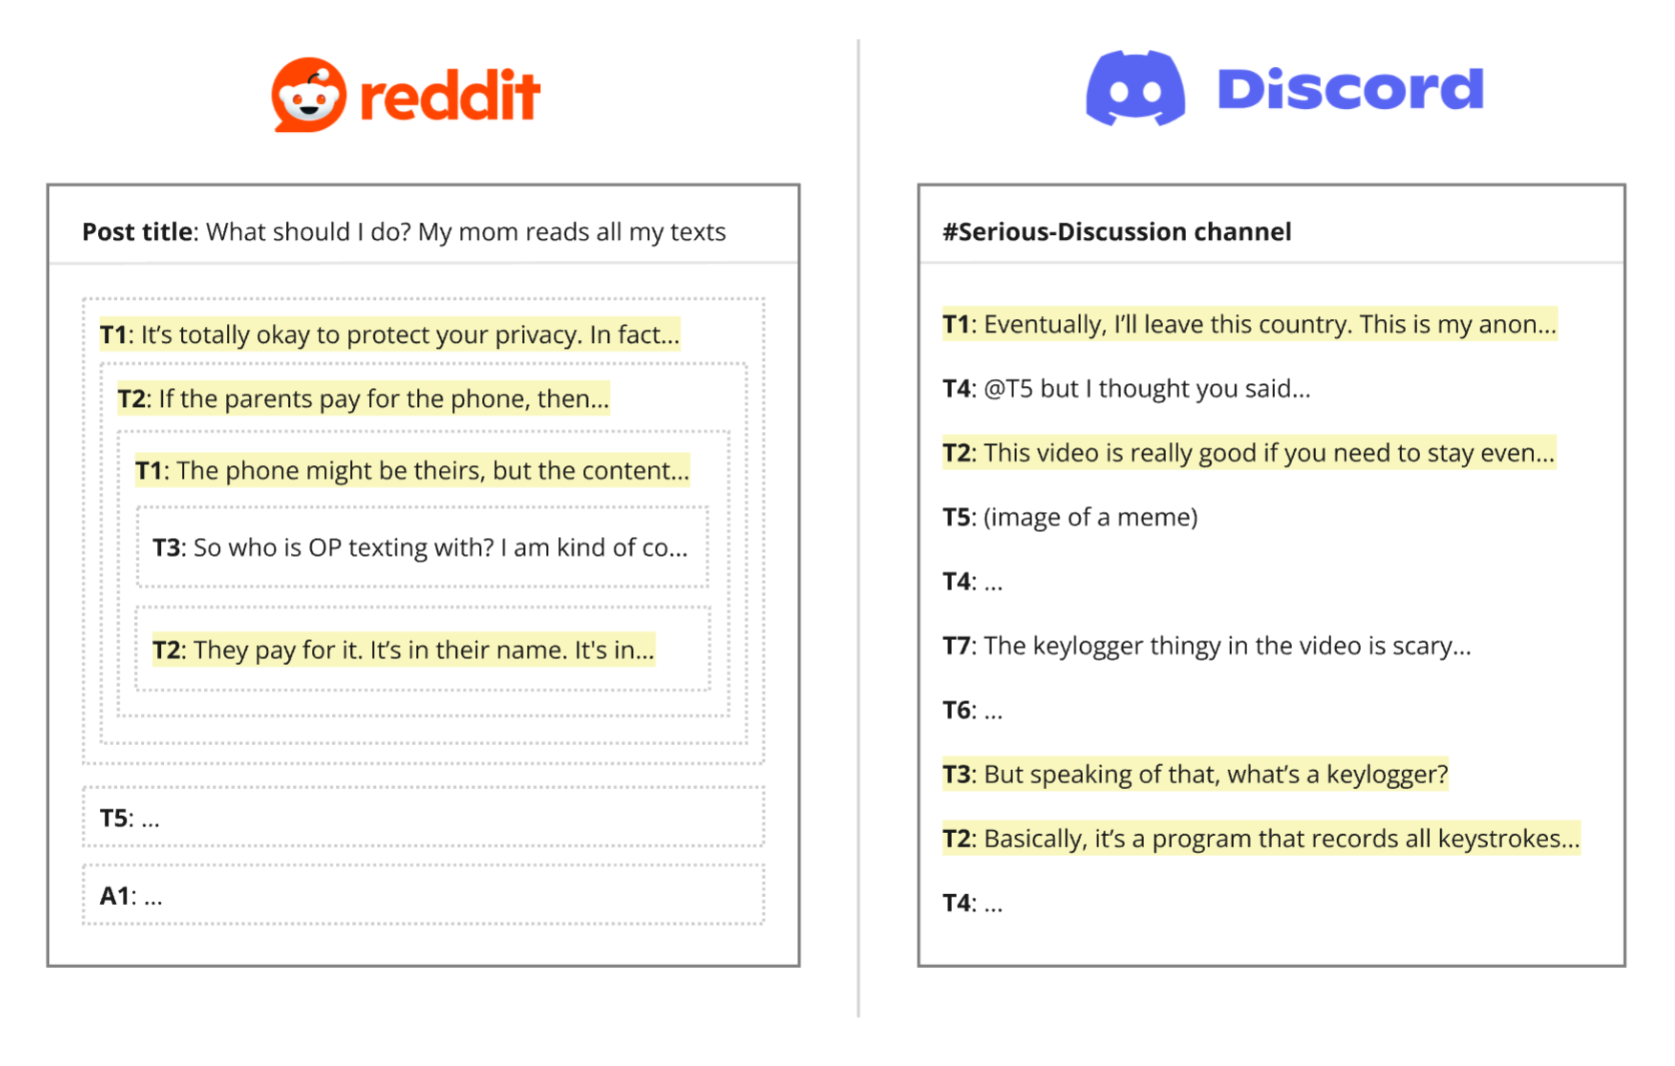 reddit
Post title: What should I do? My mom reads all my texts
T1: It’s totally okay to protect your privacy. In fact...
T2: If the parents pay for the phone, then...
T1: The phone might be theirs, but the content...
T3: So who is OP texting with? I am kind of co...
T2: They pay for it. It’s in their name. It's in...
T5: ...
A1: ...
Discord
#Serious-Discussion channel
T1: Eventually, I’ll leave this country. This is my anon...
T4: @T5 but I thought you said...
T2: This video is really good if you need to stay even...
T5: (image of a meme)
T4: ...
T7: The keylogger thingy in the video is scary...
T6: ...
T3: But speaking of that, what’s a keylogger?
T2: Basically, it’s a program that records all keystrokes...
T4: ...